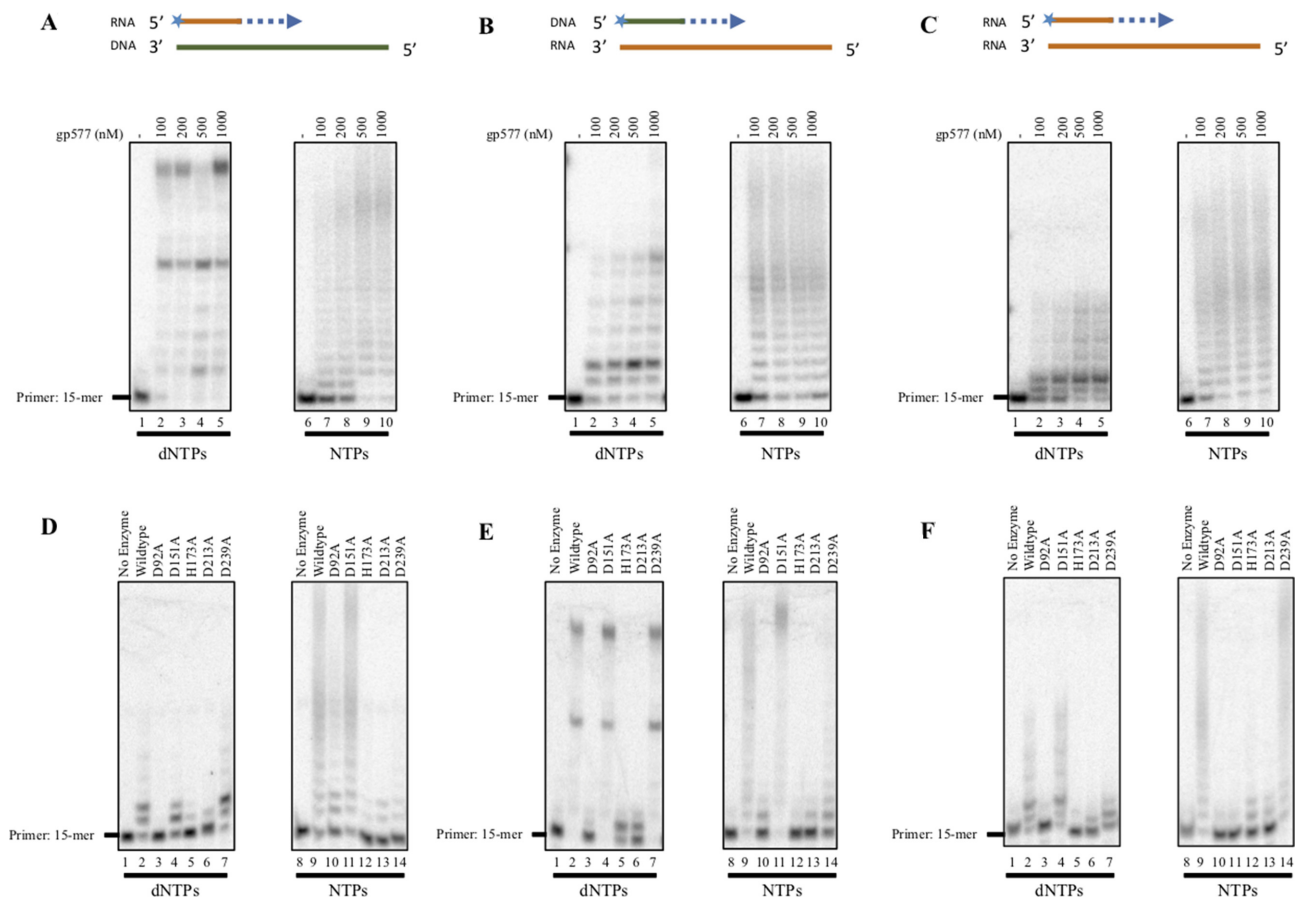 A
RNA 5′
DNA 3′ 5′
gp577 (nM) - 100 200 500 1000 - 100 200 500 1000
Primer: 15-mer
1 2 3 4 5 6 7 8 9 10
dNTPs NTPs
B
DNA 5′
RNA 3′ 5′
gp577 (nM) - 100 200 500 1000 - 100 200 500 1000
Primer: 15-mer
1 2 3 4 5 6 7 8 9 10
dNTPs NTPs
C
RNA 5′
RNA 3′ 5′
gp577 (nM) - 100 200 500 1000 - 100 200 500 1000
Primer: 15-mer
1 2 3 4 5 6 7 8 9 10
dNTPs NTPs
D
No Enzyme Wildtype D92A D151A H173A D213A D239A No Enzyme Wildtype D92A D151A H173A D213A D239A
Primer: 15-mer
1 2 3 4 5 6 7 8 9 10 11 12 13 14
dNTPs NTPs
E
No Enzyme Wildtype D92A D151A H173A D213A D239A No Enzyme Wildtype D92A D151A H173A D213A D239A
Primer: 15-mer
1 2 3 4 5 6 7 8 9 10 11 12 13 14
dNTPs NTPs
F
No Enzyme Wildtype D92A D151A H173A D213A D239A No Enzyme Wildtype D92A D151A H173A D213A D239A
Primer: 15-mer
1 2 3 4 5 6 7 8 9 10 11 12 13 14
dNTPs NTPs